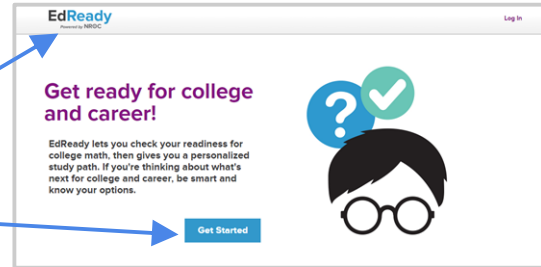 EdReady
Powered by NROC
Log In
?
Get ready for college
and career!
EdReady lets you check your readiness for
college math, then gives you a personalized
study path. If you're thinking about what's
next for college and career, be smart and
know your options.
Get Started